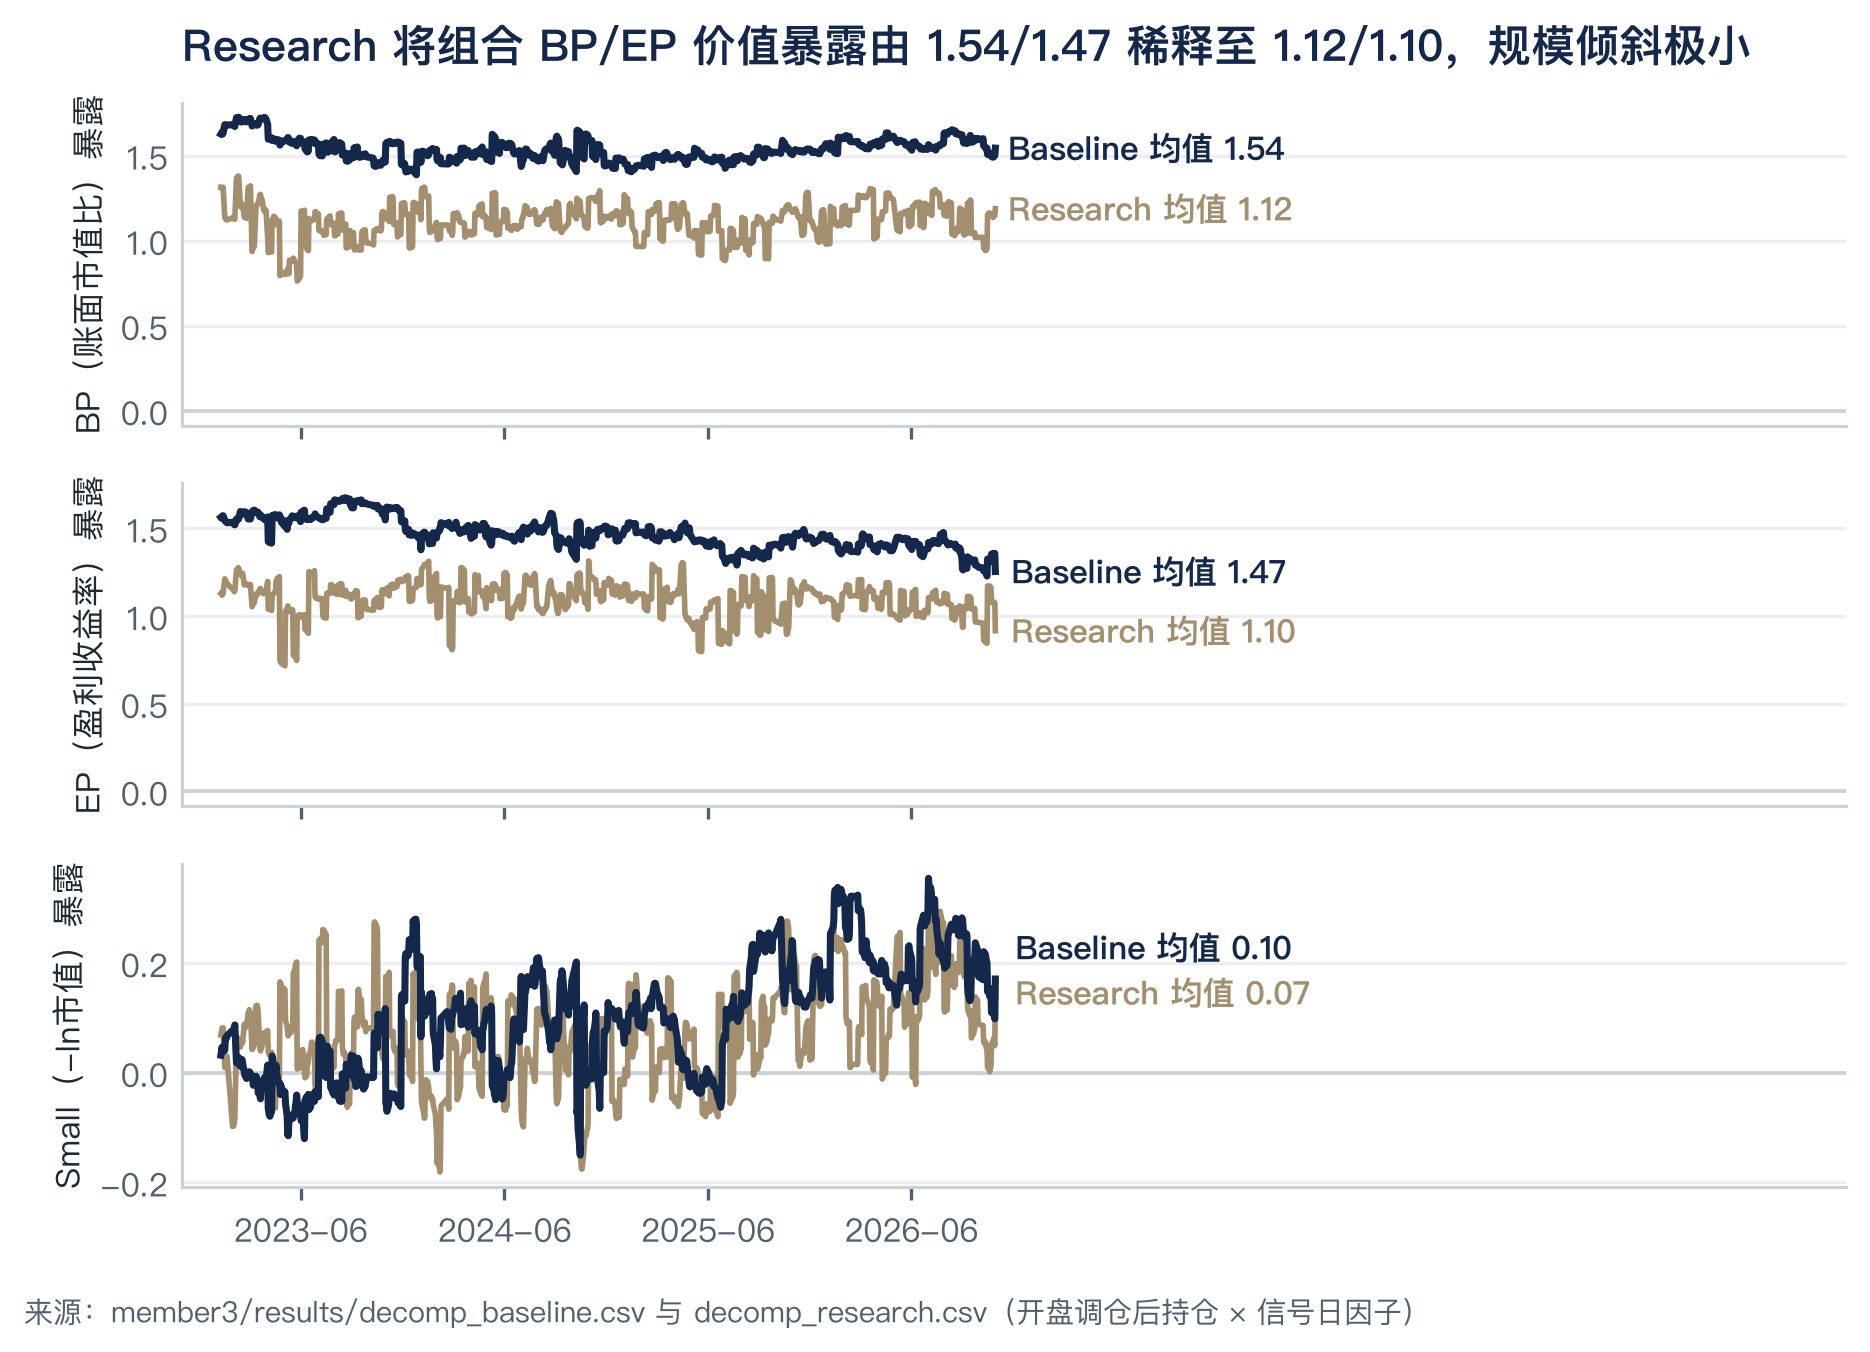 Research 将组合 BP/EP 价值暴露由 1.54/1.47 稀释至 1.12/1.10，规模倾斜极小
BP（账面市值比）暴露
1.5
1.0
0.5
0.0
Baseline 均值 1.54
Research 均值 1.12
EP（盈利收益率）暴露
1.5
1.0
0.5
0.0
Baseline 均值 1.47
Research 均值 1.10
Small（−ln市值）暴露
0.2
0.0
−0.2
Baseline 均值 0.10
Research 均值 0.07
2023−06
2024−06
2025−06
2026−06
来源：member3/results/decomp_baseline.csv 与 decomp_research.csv（开盘调仓后持仓 × 信号日因子）